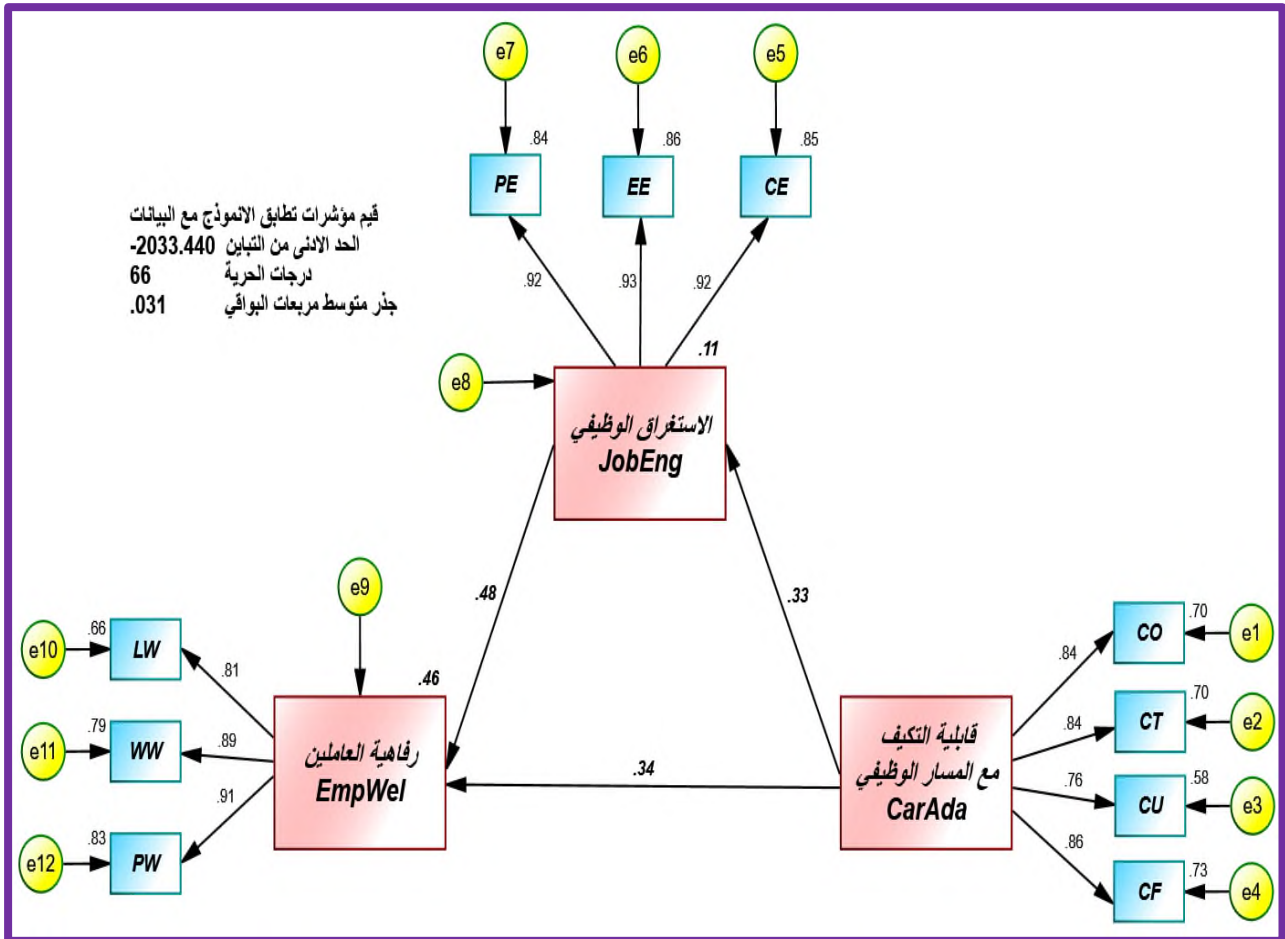 e7
e6
e5
.84
.86
.85
PE
EE
CE
قيم مؤشرات تطابق الانموذج مع البيانات
الحد الادنى من التباين 2033.440-
درجات الحرية 66
جذر متوسط مربعات البواقي .031
.92
.93
.92
.11
e8
الاستغراق الوظيفي
JobEng
.48
.33
e9
.46
رفاهية العاملين
EmpWel
.34
e10
.66
LW
.81
e11
.79
WW
.89
e12
.83
PW
.91
قابلية التكيف
مع المسار الوظيفي
CarAda
.84
CO
.70
e1
.84
CT
.70
e2
.76
CU
.58
e3
.86
CF
.73
e4